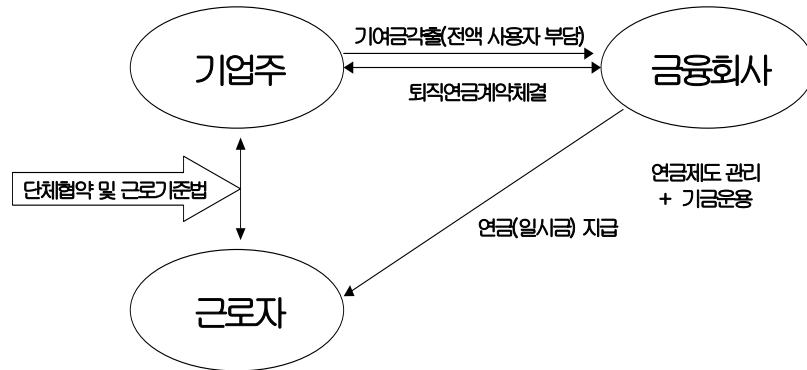 기여금각출(전액 사용자 부담)
기업주
금융회사
퇴직연금계약체결
단체협약 및 근로기준법
연금제도 관리
+ 기금운용
연금(일시금) 지급
근로자